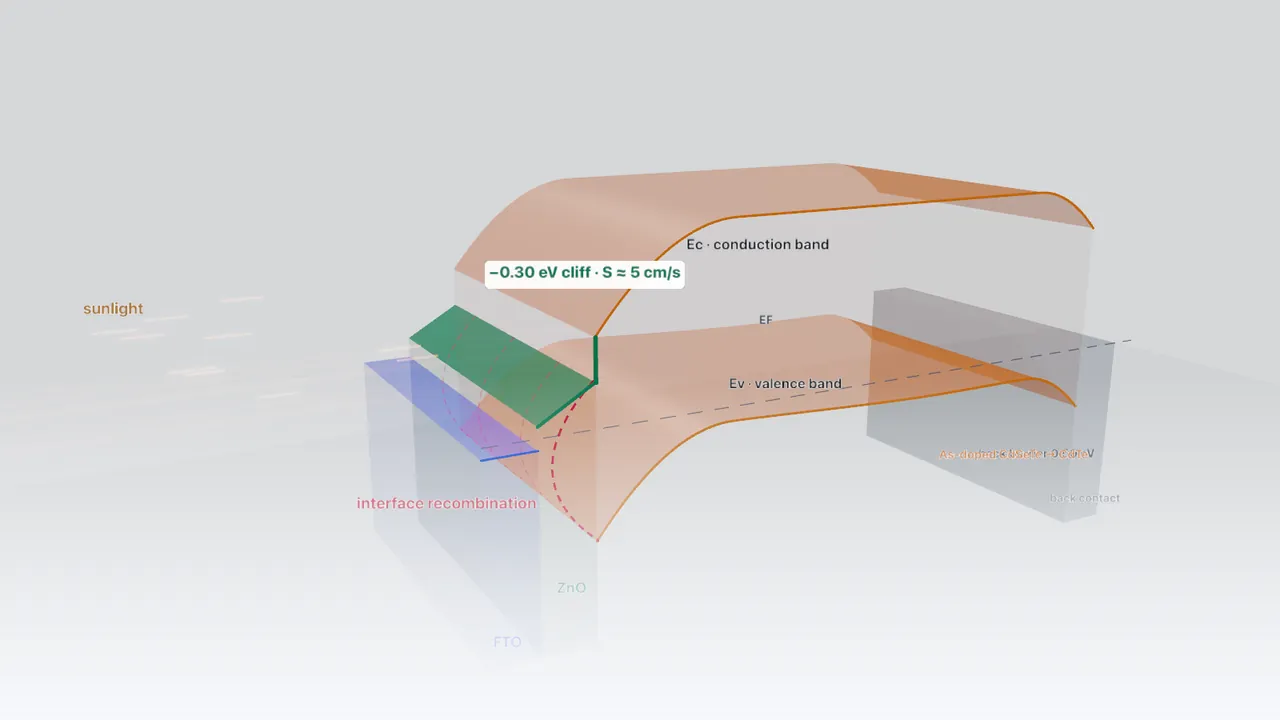 Ec · conduction band
−0.30 eV cliff · S ≈ 5 cm/s
sunlight
EF
Ev · valence band
back contact
interface recombination
ZnO
FTO